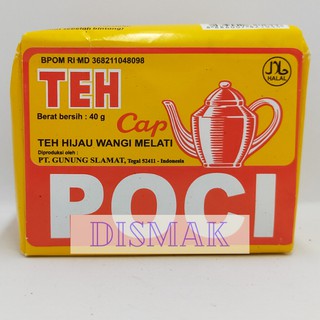 BPOM RI MD 368211048098
TEH
Berat bersih : 40 g
Cap
HALAL
TEH HIJAU WANGI MELATI
Diproduksi oleh :
PT. GUNUNG SLAMAT, Tegal 52411 - Indonesia
POCI
DISMAK